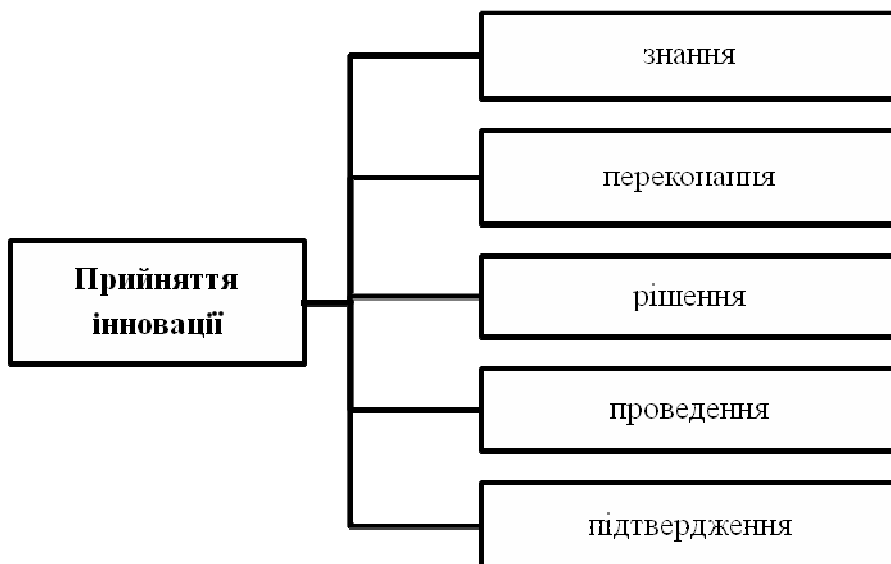 знання
переконання
Прийняття
інновації
рішення
проведення
підтвердження